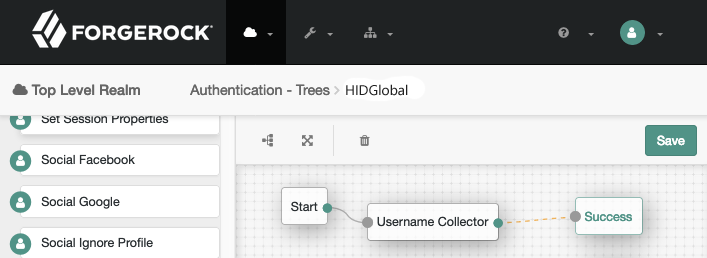 FORGEROCK
Top Level Realm
Authentication - Trees > HIDGlobal
Set Session Properties
Social Facebook
Social Google
Social Ignore Profile
Save
Start
Username Collector
Success